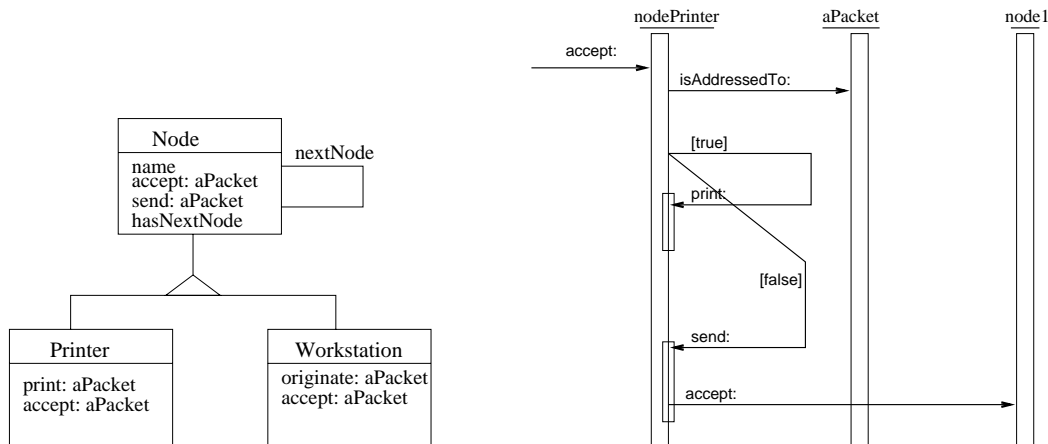 Node
name
accept: aPacket
send: aPacket
hasNextNode
nextNode
Printer
print: aPacket
accept: aPacket
Workstation
originate: aPacket
accept: aPacket
nodePrinter
aPacket
node1
accept:
isAddressedTo:
[true]
print:
[false]
send:
accept: